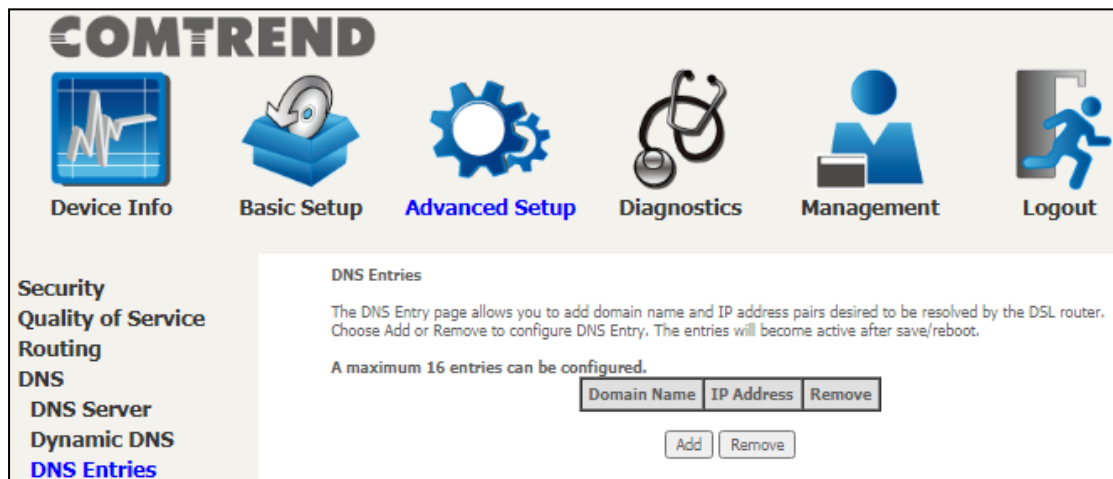 COMTREND
Device Info
Basic Setup
Advanced Setup
Diagnostics
Management
Logout
Security
Quality of Service
Routing
DNS
DNS Server
Dynamic DNS
DNS Entries
DNS Entries
The DNS Entry page allows you to add domain name and IP address pairs desired to be resolved by the DSL router.
Choose Add or Remove to configure DNS Entry. The entries will become active after save/reboot.
A maximum 16 entries can be configured.
Domain Name IP Address Remove
Add Remove